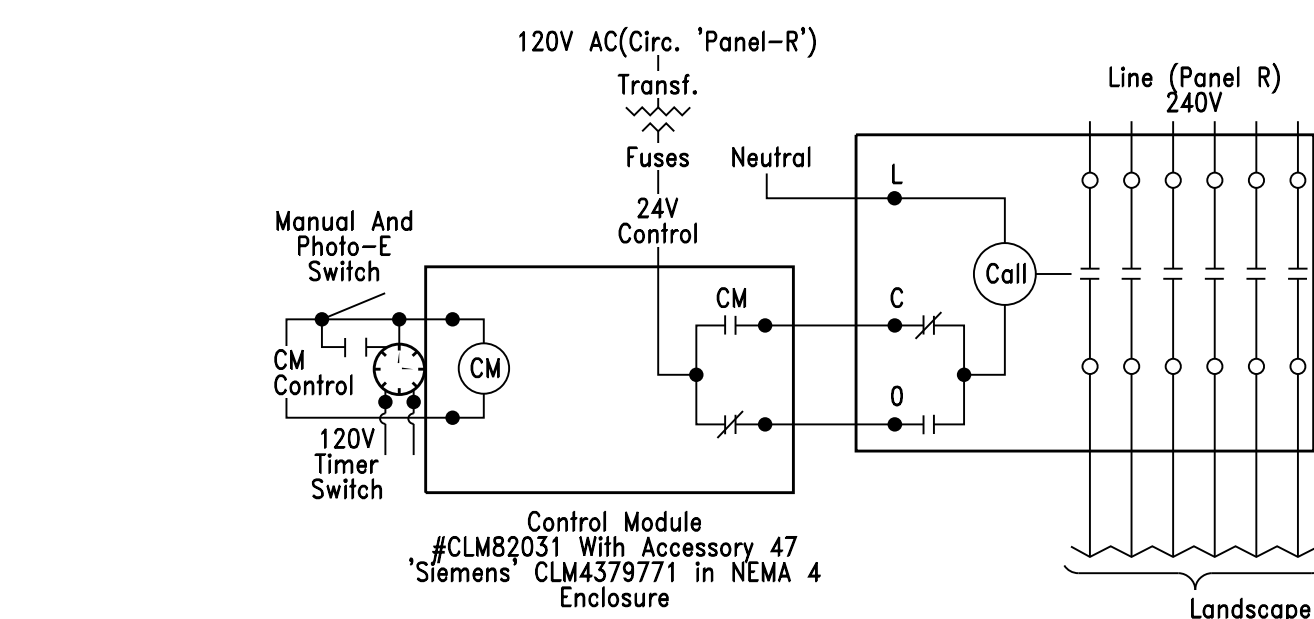 120V AC(Circ. 'Panel-R')
Transf.
Fuses
24V
Control
Neutral
Line (Panel R)
240V
Manual And
Photo-E
Switch
CM
Control
CM
120V
Timer
Switch
CM
L
C
O
Call
Control Module
#CLM82031 With Accessory 47
'Siemens' CLM4379771 in NEMA 4
Enclosure
Landscape